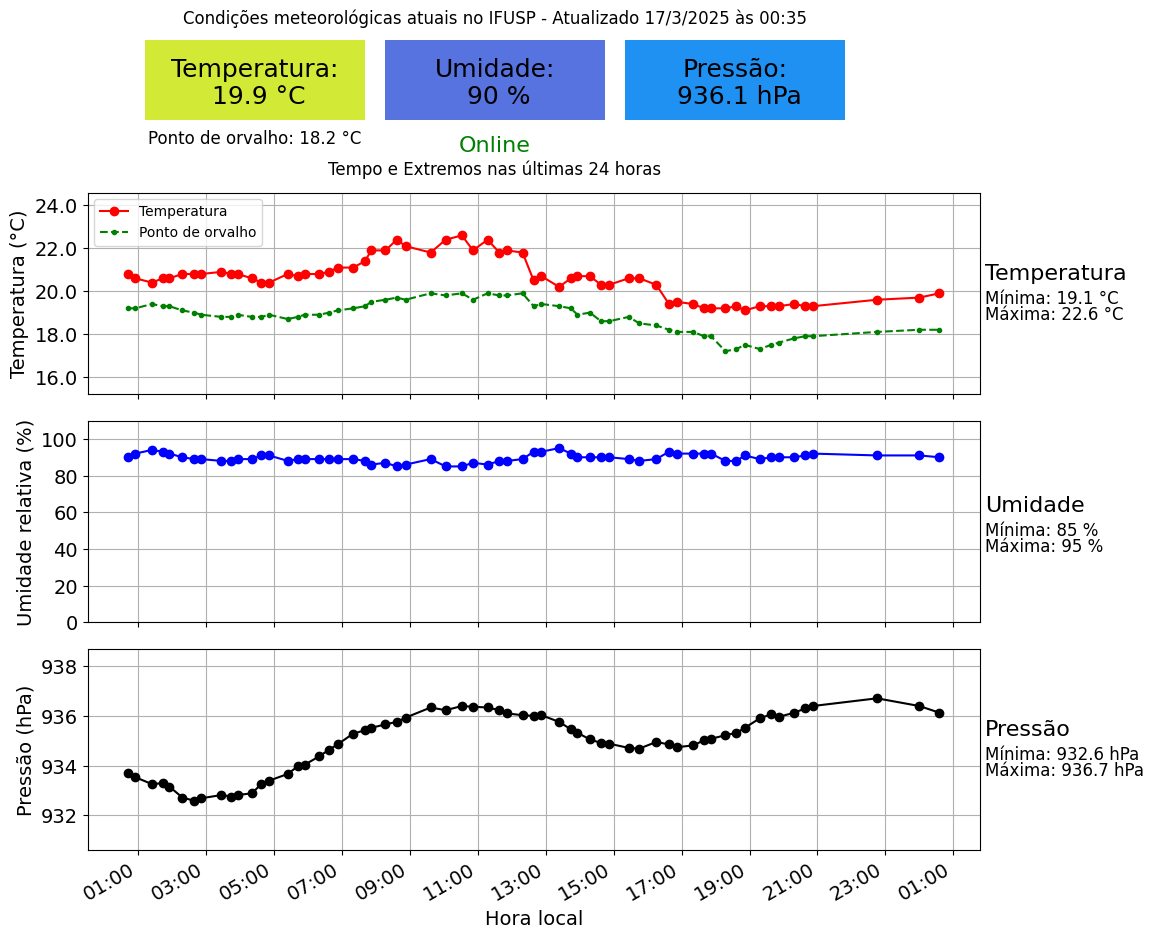 Condições meteorológicas atuais no IFUSP - Atualizado 17/3/2025 às 00:35
Temperatura:
19.9 °C
Umidade:
90 %
Pressão:
936.1 hPa
Ponto de orvalho: 18.2 °C
Online
Tempo e Extremos nas últimas 24 horas
Temperatura (°C)
24.0
22.0
20.0
18.0
16.0
Temperatura
Ponto de orvalho
Temperatura
Mínima: 19.1 °C
Máxima: 22.6 °C
Umidade relativa (%)
100
80
60
40
20
0
Umidade
Mínima: 85 %
Máxima: 95 %
Pressão (hPa)
938
936
934
932
Pressão
Mínima: 932.6 hPa
Máxima: 936.7 hPa
01:00 03:00 05:00 07:00 09:00 11:00 13:00 15:00 17:00 19:00 21:00 23:00 01:00
Hora local